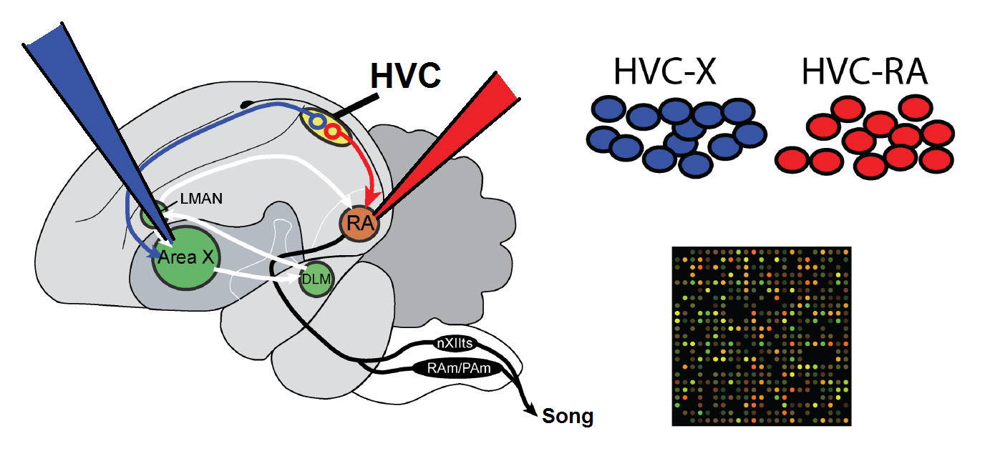 HVC
HVC-X
HVC-RA
LMAN
RA
Area X
DLM
nXIIts
RAm/PAm
Song